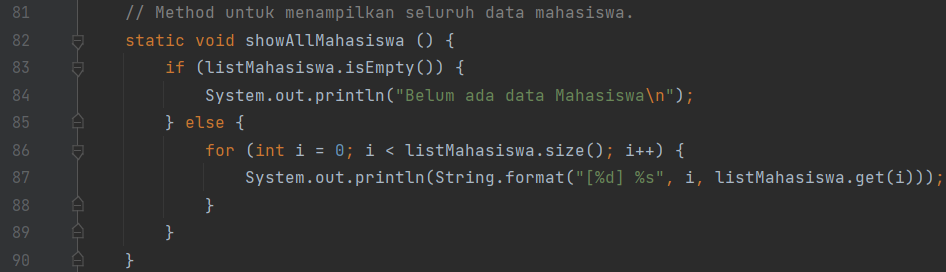 81 // Method untuk menampilkan seluruh data mahasiswa.
82 static void showAllMahasiswa () {
83 if (listMahasiswa.isEmpty()) {
84 System.out.println("Belum ada data Mahasiswa\n");
85 } else {
86 for (int i = 0; i < listMahasiswa.size(); i++) {
87 System.out.println(String.format("[%d] %s", i, listMahasiswa.get(i)));
88 }
89 }
90 }